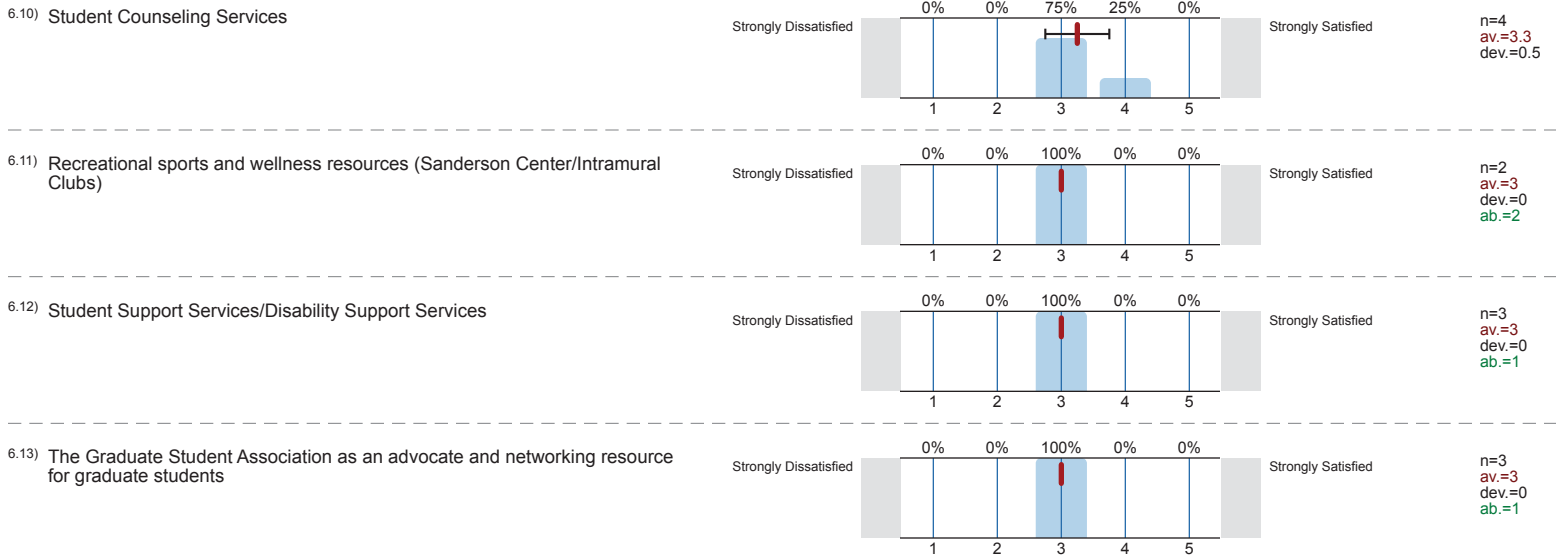 6.10) Student Counseling Services
0% 0% 75% 25% 0%
Strongly Dissatisfied
Strongly Satisfied
n=4
av.=3.3
dev.=0.5
1 2 3 4 5
6.11) Recreational sports and wellness resources (Sanderson Center/Intramural
Clubs)
0% 0% 100% 0% 0%
Strongly Dissatisfied
Strongly Satisfied
n=2
av.=3
dev.=0
ab.=2
1 2 3 4 5
6.12) Student Support Services/Disability Support Services
0% 0% 100% 0% 0%
Strongly Dissatisfied
Strongly Satisfied
n=3
av.=3
dev.=0
ab.=1
1 2 3 4 5
6.13) The Graduate Student Association as an advocate and networking resource
for graduate students
0% 0% 100% 0% 0%
Strongly Dissatisfied
Strongly Satisfied
n=3
av.=3
dev.=0
ab.=1
1 2 3 4 5